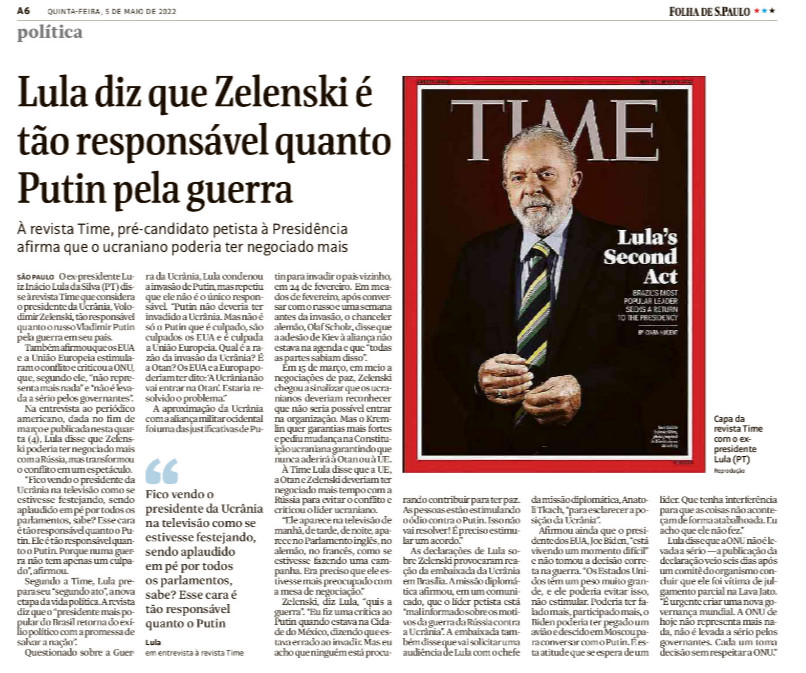 A6 QUINTA-FEIRA, 5 DE MAIO DE 2022
FOLHA DE S.PAULO
política
Lula diz que Zelenski é
tão responsável quanto
Putin pela guerra
À revista Time, pré-candidato petista à Presidência
afirma que o ucraniano poderia ter negociado mais
SÃO PAULO O ex-presidente Lu-
iz Inácio Lula da Silva (PT) dis-
se à revista Time que considera
o presidente da Ucrânia, Volo-
dimir Zelenski, tão responsável
quanto o russo Vladimir Putin
pela guerra em seu país.
Também afirmou que os EUA
e a União Europeia estimula-
ram o conflito e criticou a ONU,
que, segundo ele, “não repre-
senta mais nada” e “não é leva-
da a sério pelos governantes”.
Na entrevista ao periódico
americano, dada no fim de
março e publicada nesta quar-
ta (4), Lula disse que Zelens-
ki poderia ter negociado mais
com a Rússia, mas transformou
o conflito em um espetáculo.
“Fico vendo o presidente da
Ucrânia na televisão como se
estivesse festejando, sendo
aplaudido em pé por todos os
parlamentos, sabe? Esse cara
é tão responsável quanto o Pu-
tin. Ele é tão responsável quan-
to o Putin. Porque numa guer-
ra não tem apenas um culpa-
do”, afirmou.
Segundo a Time, Lula pre-
para seu “segundo ato”, a nova
etapa da vida política. A revista
diz que o “presidente mais po-
pular do Brasil retorna do exí-
lio político com a promessa de
salvar a nação”.
Questionado sobre a Guer-
ra da Ucrânia, Lula condenou
a invasão de Putin, mas repetiu
que ele não é o único respon-
sável. “Putin não deveria ter
invadido a Ucrânia. Mas não é
só o Putin que é culpado, são
culpados os EUA e é culpada
a União Europeia. Qual é a ra-
zão da invasão da Ucrânia? É
a Otan? Os EUA e a Europa po-
deriam ter dito: ‘A Ucrânia não
vai entrar na Otan’. Estaria re-
solvido o problema.”
A aproximação da Ucrânia
com a aliança militar ocidental
foi uma das justificativas de Pu-
Fico vendo o
presidente da Ucrânia
na televisão como se
estivesse festejando,
sendo aplaudido
em pé por todos
os parlamentos,
sabe? Esse cara é
tão responsável
quanto o Putin
Lula
em entrevista à revista Time
tin para invadir o país vizinho,
em 24 de fevereiro. Em mea-
dos de fevereiro, após conver-
sar com o russo e uma semana
antes da invasão, o chanceler
alemão, Olaf Scholz, disse que
a adesão de Kiev à aliança não
estava na agenda e que “todas
as partes sabiam disso”.
Em 15 de março, em meio a
negociações de paz, Zelenski
chegou a sinalizar que os ucra-
nianos deveriam reconhecer
que não seria possível entrar
na organização. Mas o Krem-
lin quer garantias mais fortes
e pediu mudança na Constitu-
ição ucraniana garantindo que
nunca aderirá à Otan ou à UE.
À Time Lula disse que a UE,
a Otan e Zelenski deveriam ter
negociado mais tempo com a
Rússia para evitar o conflito e
criticou o líder ucraniano.
“Ele aparece na televisão de
manhã, de tarde, de noite, apa-
rece no Parlamento inglês, no
alemão, no francês, como se
estivesse fazendo uma cam-
panha. Era preciso que ele es-
tivesse mais preocupado com
a mesa de negociação.”
Zelenski, diz Lula, “quis a
guerra”. “Eu fiz uma crítica ao
Putin quando estava na Cida-
de do México, dizendo que es-
tava errado ao invadir. Mas eu
acho que ninguém está procu-
TIME
Lula's
Second
Act
BRAZIL'S MOST
POPULAR LEADER
SEEKS A RETURN
TO THE PRESIDENCY
BY CIARA NUGENT
Capa da
revista Time
com o ex-
presidente
Lula (PT)
Reprodução
rando contribuir para ter paz.
As pessoas estão estimulando
o ódio contra o Putin. Isso não
vai resolver! É preciso estimu-
lar um acordo.”
As declarações de Lula so-
bre Zelenski provocaram rea-
ção da embaixada da Ucrânia
em Brasília. A missão diplomá-
tica afirmou, em um comuni-
cado, que o líder petista está
“mal informado sobre os moti-
vos da guerra da Rússia contra
a Ucrânia”. A embaixada tam-
bém disse que vai solicitar uma
audiência de Lula com o chefe
da missão diplomática, Anato-
li Tkach, “para esclarecer a po-
sição da Ucrânia”.
Afirmou ainda que o presi-
dente dos EUA, Joe Biden, “está
vivendo um momento difícil”
e não tomou a decisão corre-
ta na guerra. “Os Estados Uni-
dos têm um peso muito gran-
de, e ele poderia evitar isso,
não estimular. Poderia ter fa-
lado mais, participado mais, o
Biden poderia ter pegado um
avião e descido em Moscou pa-
ra conversar com o Putin. É es-
ta atitude que se espera de um
líder. Que tenha interferência
para que as coisas não aconte-
çam de forma atabalhoada. Eu
acho que ele não fez.”
Lula disse que a ONU não é le-
vada a sério —a publicação da
declaração veio seis dias após
um comitê do organismo con-
cluir que ele foi vítima de jul-
gamento parcial na Lava Jato.
“É urgente criar uma nova go-
vernança mundial. A ONU de
hoje não representa mais na-
da, não é levada a sério pelos
governantes. Cada um toma
decisão sem respeitar a ONU.”